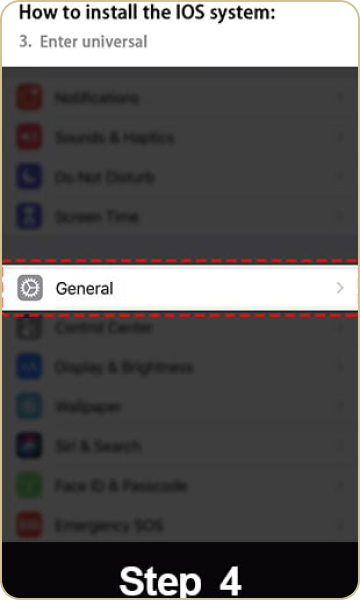 How to install the IOS system:
3. Enter universal
Notifications
Sounds & Haptics
Do Not Disturb
Screen Time
General
Control Center
Display & Brightness
Wallpaper
Siri & Search
Face ID & Passcode
Emergency SOS
Step 4